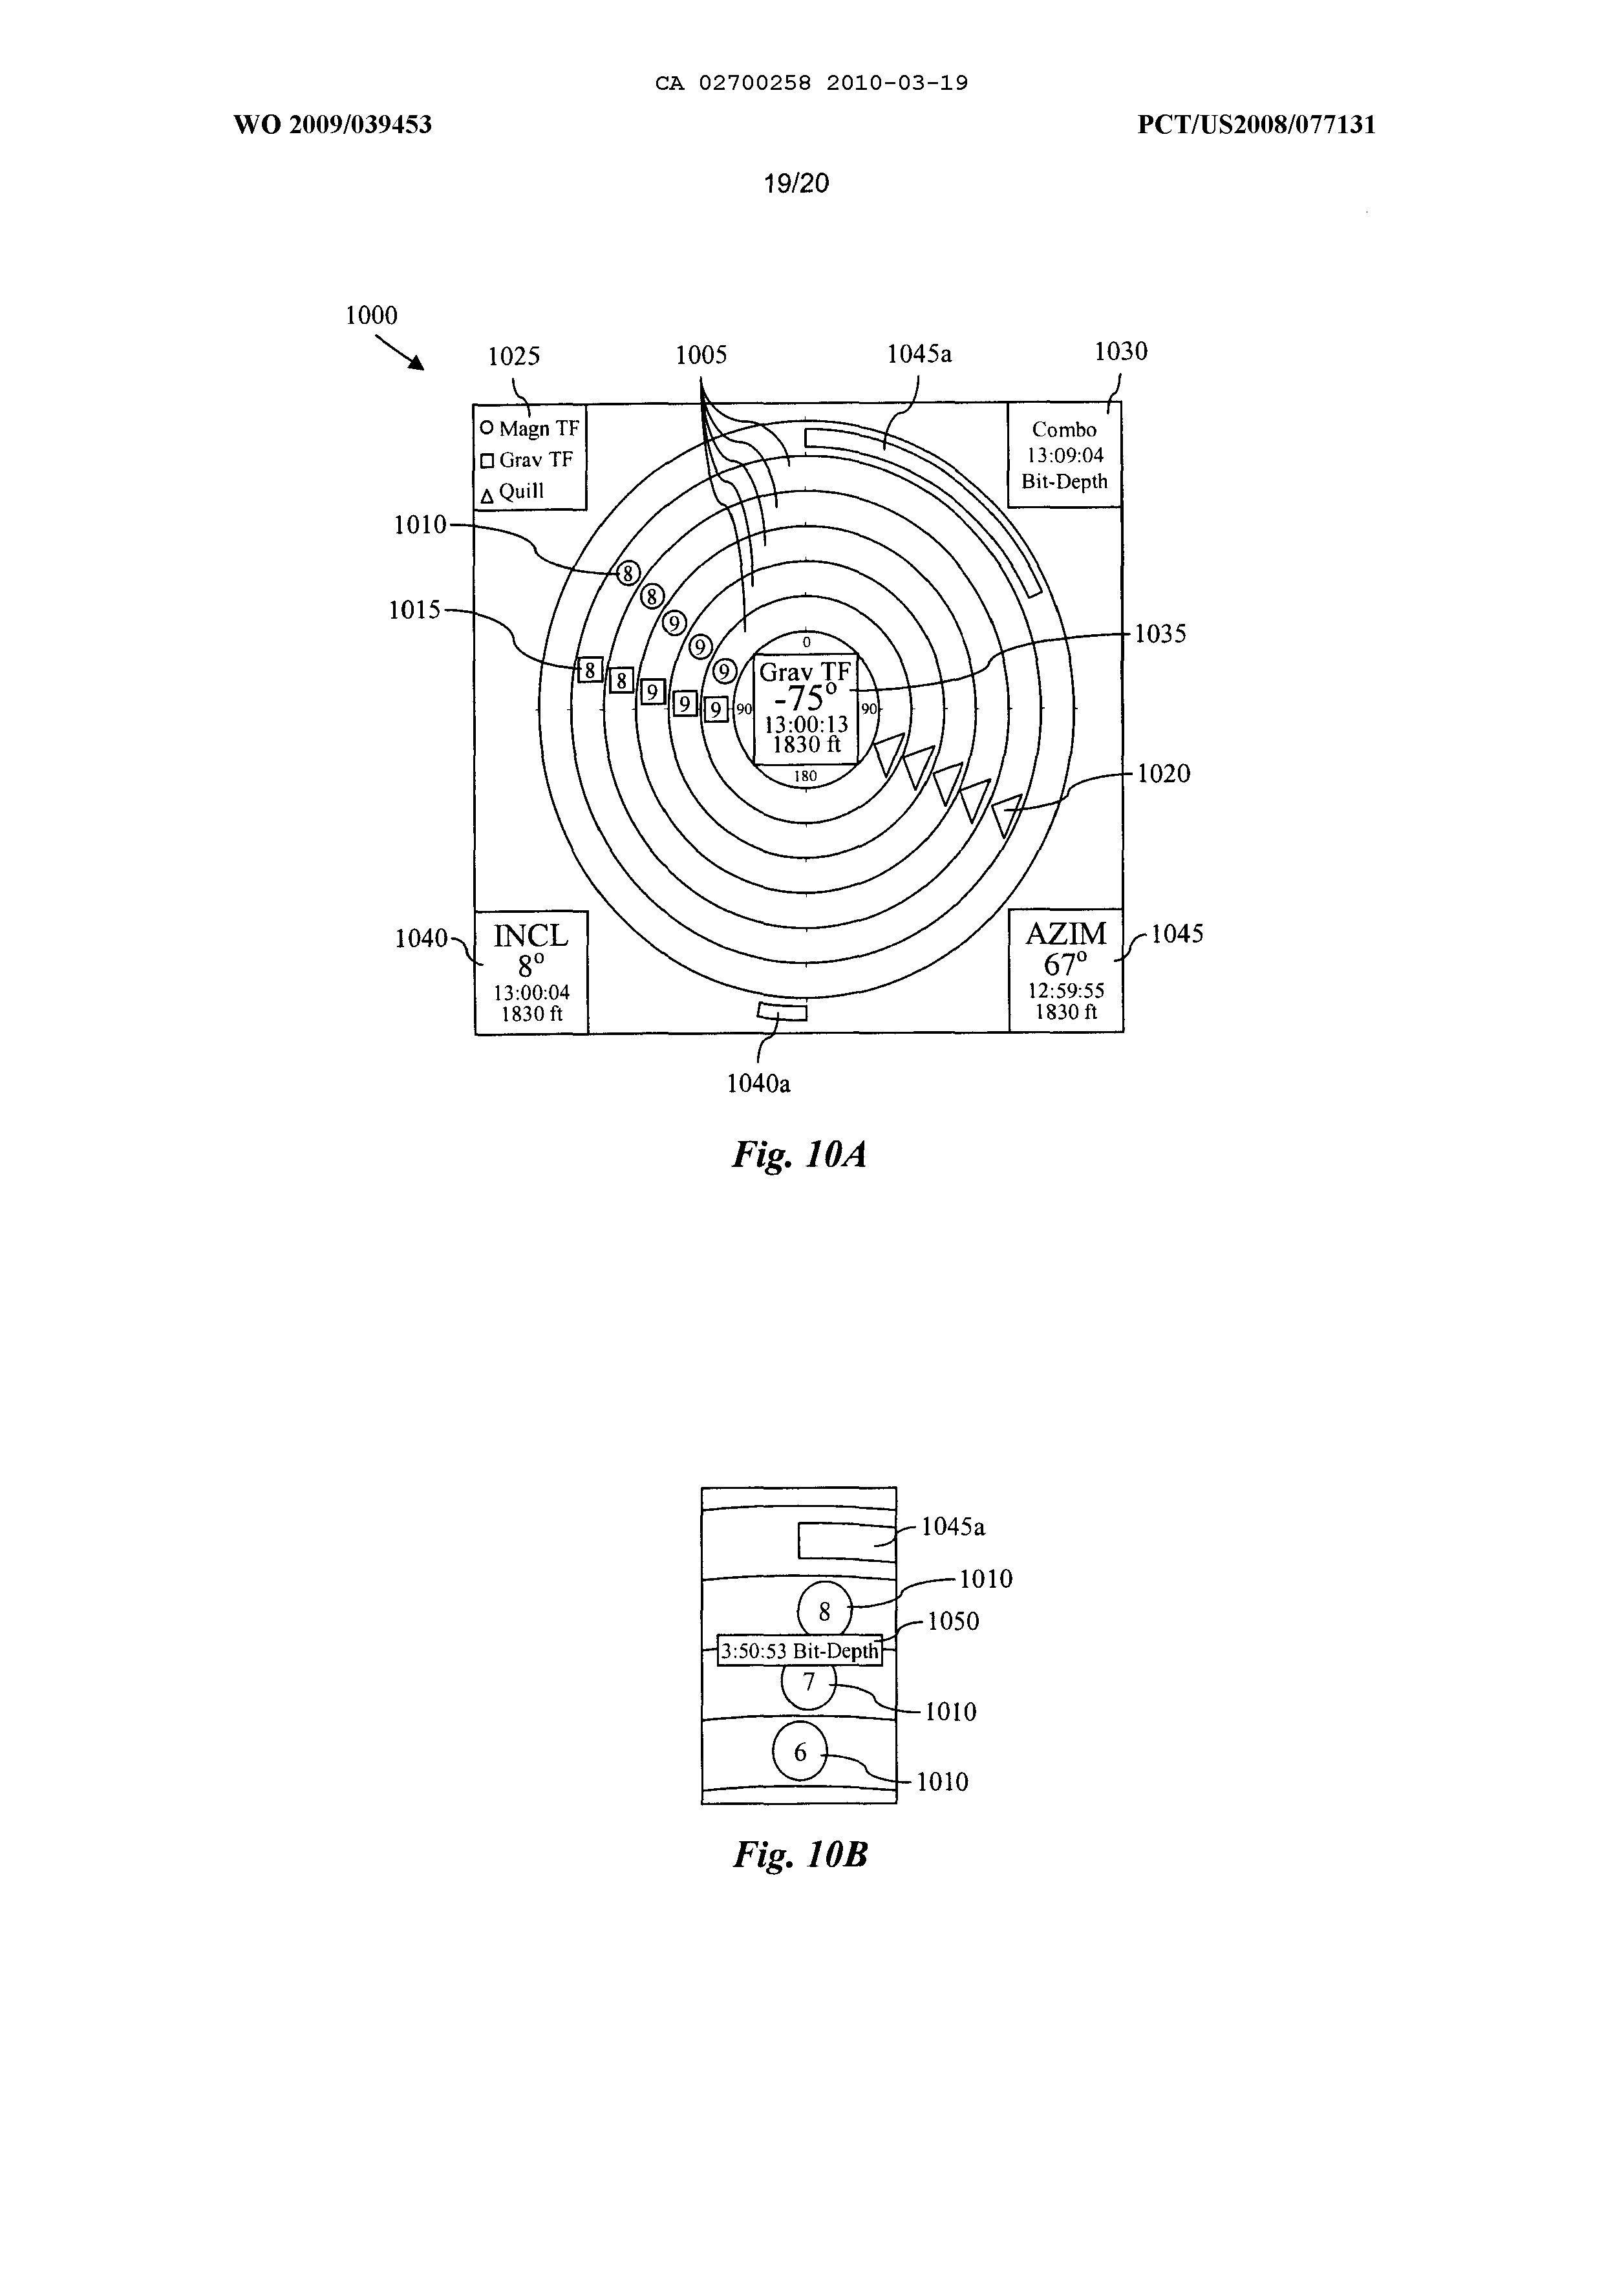 CA 02700258 2010-03-19
WO 2009/039453
PCT/US2008/077131
19/20
1000
1025
1005
1045a
1030
Magn TF
Grav TF
Quill
Combo
13:09:04
Bit-Depth
1010
8
8
9
9
9
1015
8
8
9
9
9
0
90
90
180
Grav TF
-75°
13:00:13
1830 ft
1035
1020
1040
INCL
8°
13:00:04
1830 ft
AZIM
67°
12:59:55
1830 ft
1045
1040a
Fig. 10A
1045a
1010
8
1050
3:50:53 Bit-Depth
7
1010
6
1010
Fig. 10B